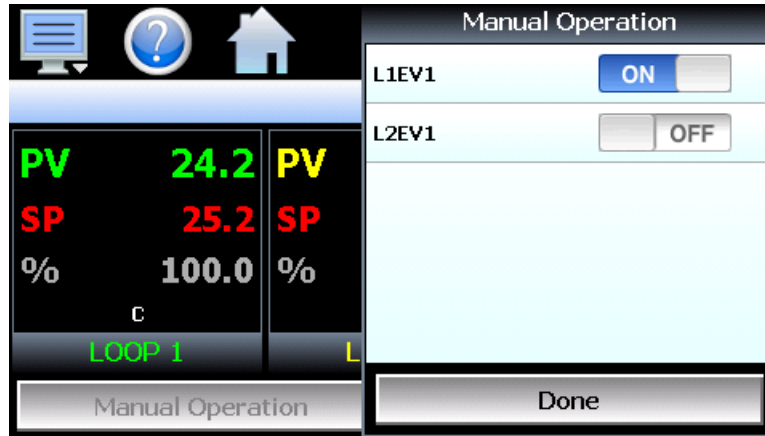 ?
PV 24.2
SP 25.2
% 100.0
C
LOOP 1
PV
SP
%
L
Manual Operation
Manual Operation
L1EV1 ON
L2EV1 OFF
Done